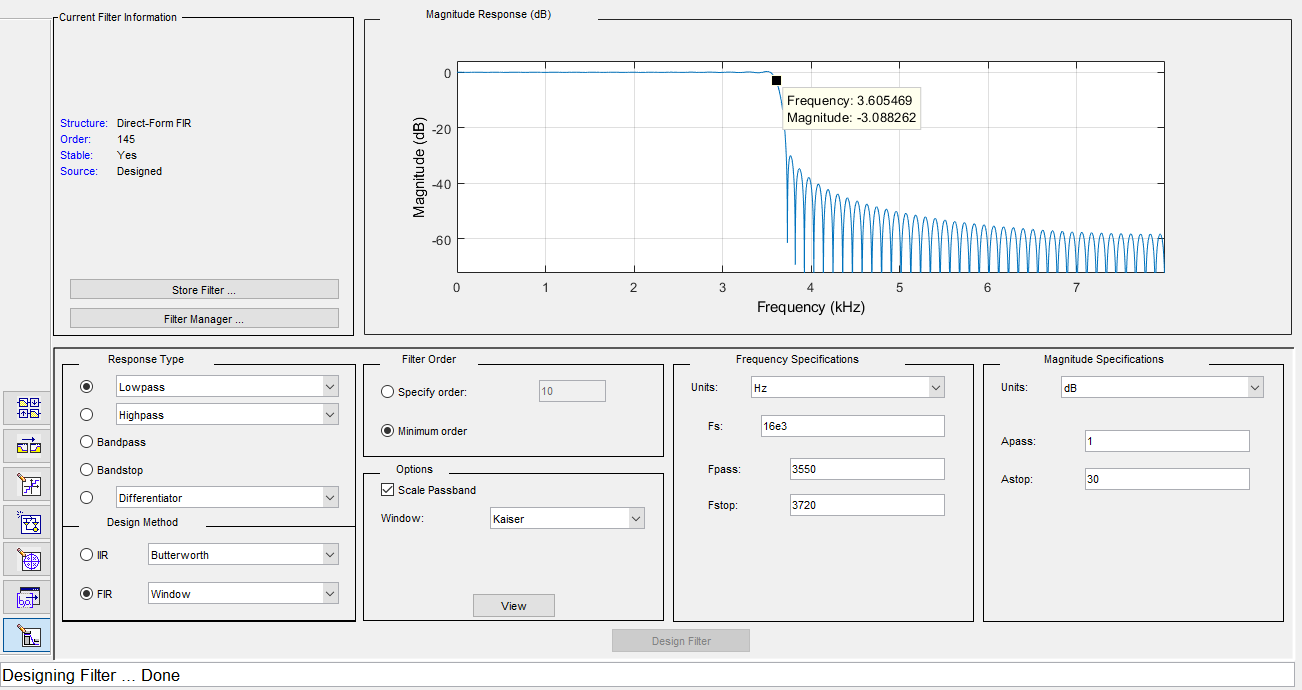 Current Filter Information
Structure: Direct-Form FIR
Order: 145
Stable: Yes
Source: Designed
Store Filter ...
Filter Manager ...
Magnitude Response (dB)
Magnitude (dB)
0
-20
-40
-60
Frequency: 3.605469
Magnitude: -3.088262
0 1 2 3 4 5 6 7
Frequency (kHz)
Response Type
Lowpass
Highpass
Bandpass
Bandstop
Differentiator
Design Method
IIR Butterworth
FIR Window
Filter Order
Specify order: 10
Minimum order
Options
Scale Passband
Window: Kaiser
View
Frequency Specifications
Units: Hz
Fs: 16e3
Fpass: 3550
Fstop: 3720
Magnitude Specifications
Units: dB
Apass: 1
Astop: 30
Design Filter
Designing Filter ... Done